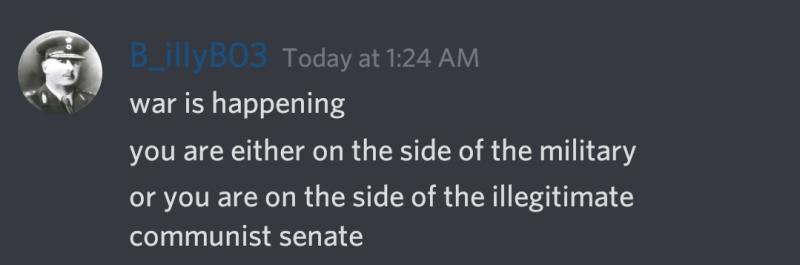 B_illyB03 Today at 1:24 AM
war is happening
you are either on the side of the military
or you are on the side of the illegitimate
communist senate